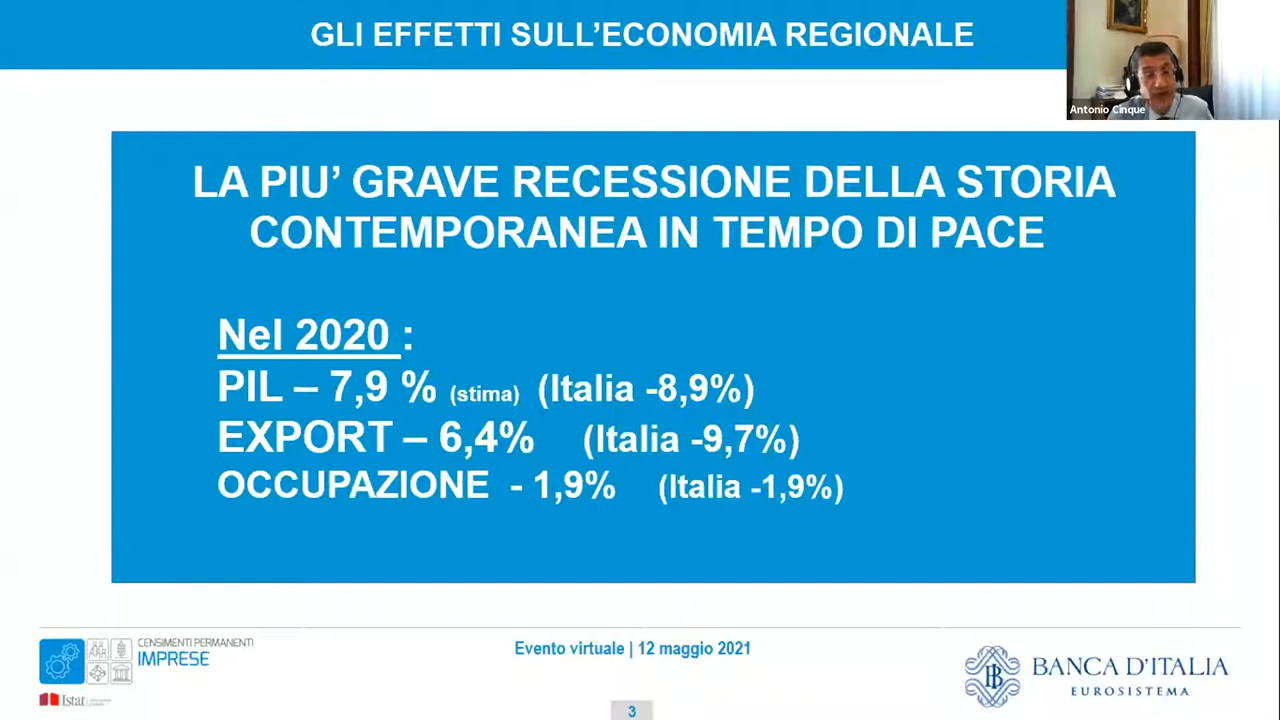 GLI EFFETTI SULL'ECONOMIA REGIONALE
Antonio Cinque
LA PIU' GRAVE RECESSIONE DELLA STORIA
CONTEMPORANEA IN TEMPO DI PACE
Nel 2020 :
PIL – 7,9 % (stima) (Italia -8,9%)
EXPORT – 6,4% (Italia -9,7%)
OCCUPAZIONE - 1,9% (Italia -1,9%)
CENSIMENTI PERMANENTI
IMPRESE
Istat
Evento virtuale | 12 maggio 2021
BANCA D'ITALIA
EUROSISTEMA
3